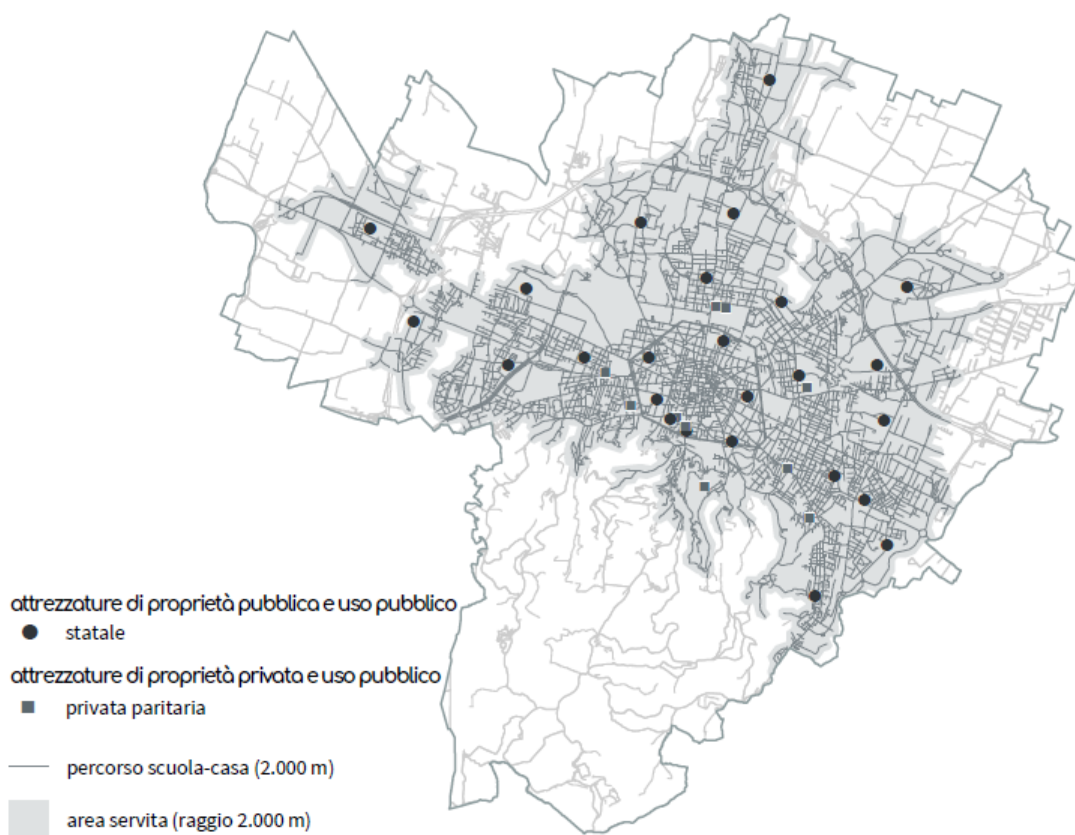 attrezzature di proprietà pubblica e uso pubblico
statale
attrezzature di proprietà privata e uso pubblico
privata paritaria
percorso scuola-casa (2.000 m)
area servita (raggio 2.000 m)